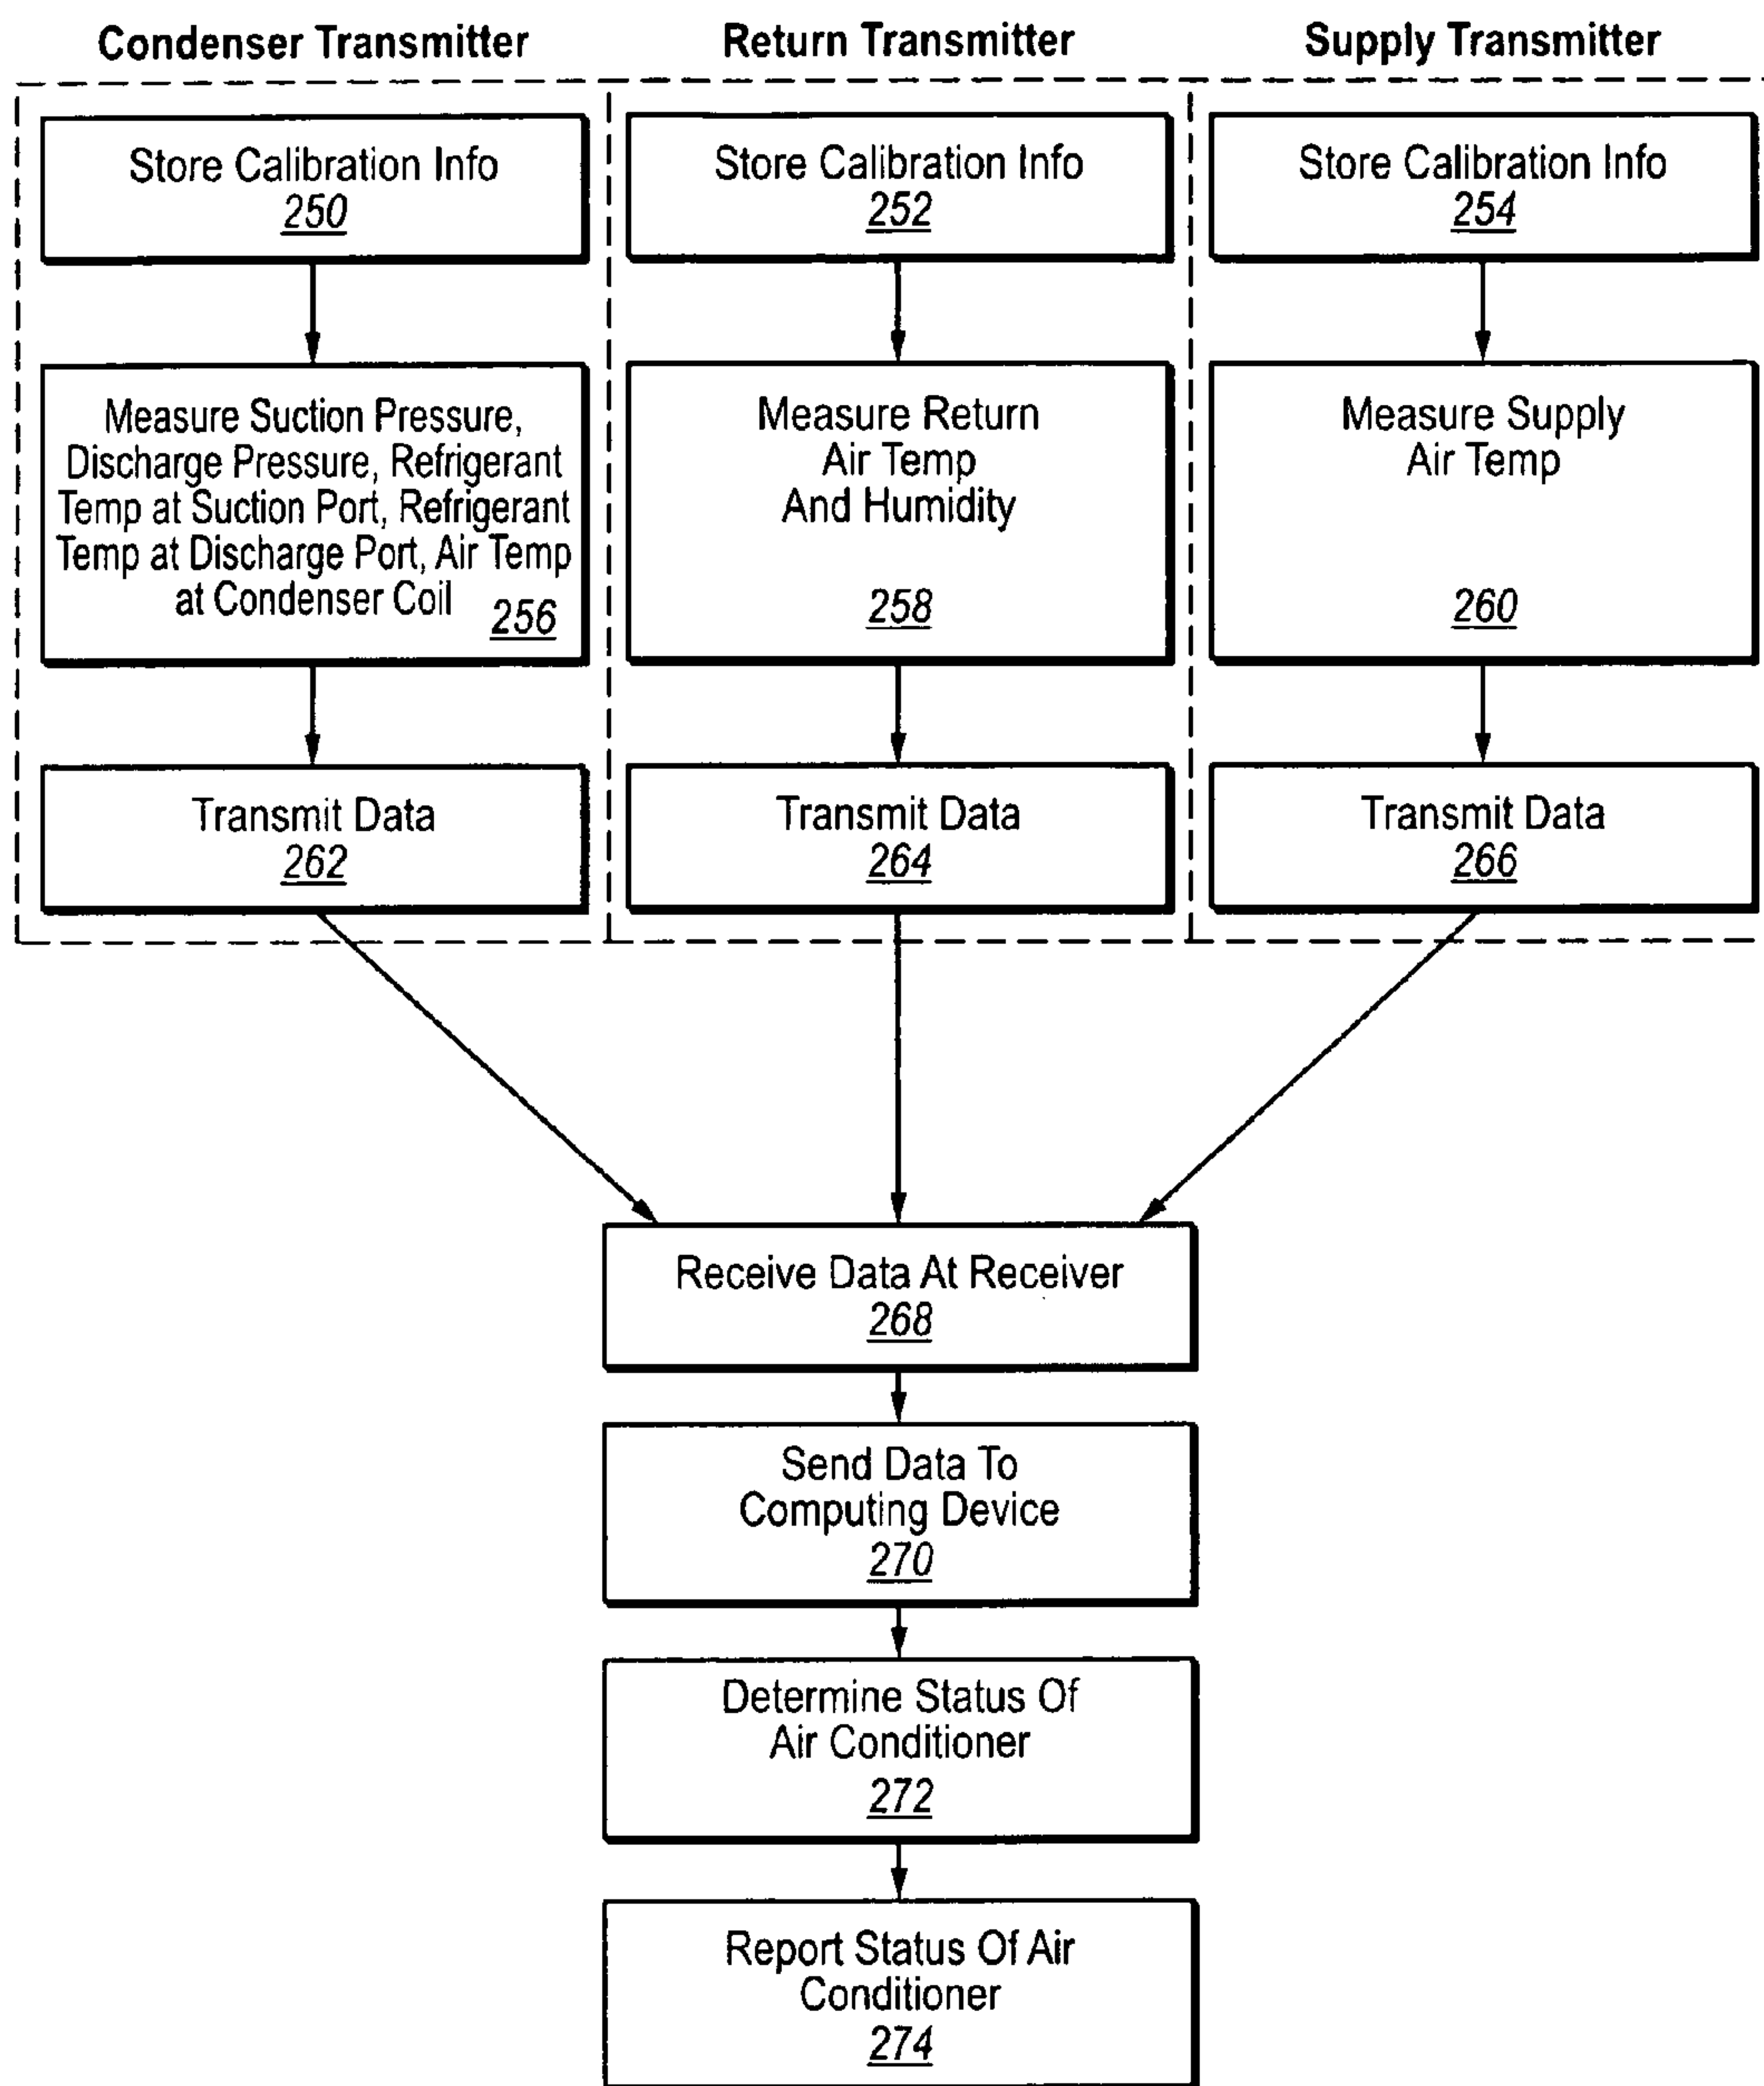 Condenser Transmitter
Return Transmitter
Supply Transmitter
Store Calibration Info
250
Store Calibration Info
252
Store Calibration Info
254
Measure Suction Pressure,
Discharge Pressure, Refrigerant
Temp at Suction Port, Refrigerant
Temp at Discharge Port, Air Temp
at Condenser Coil
256
Measure Return
Air Temp
And Humidity
258
Measure Supply
Air Temp
260
Transmit Data
262
Transmit Data
264
Transmit Data
266
Receive Data At Receiver
268
Send Data To
Computing Device
270
Determine Status Of
Air Conditioner
272
Report Status Of Air
Conditioner
274